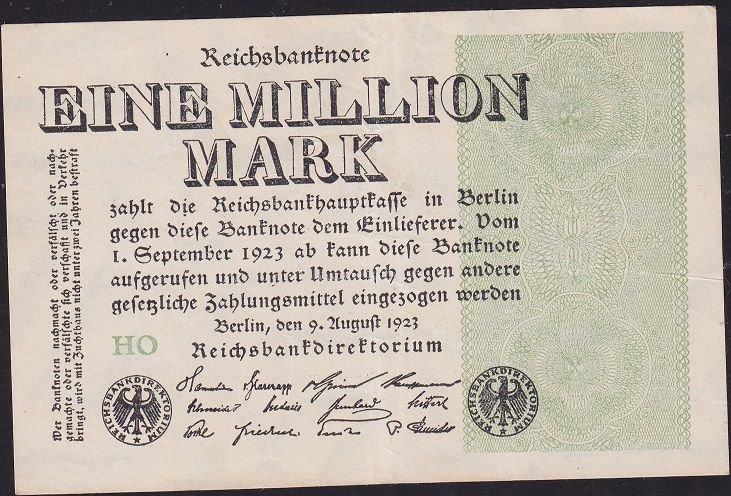 Reichsbanknote
EINE MILLION
MARK
zahlt die Reichsbankhauptkasse in Berlin
gegen diese Banknote dem Einlieferer. Vom
1. September 1923 ab kann diese Banknote
aufgerufen und unter Umtausch gegen andere
gesetzliche Zahlungsmittel eingezogen werden
Berlin, den 9. August 1923
HO
Reichsbankdirektorium
Wer Banknoten nachmacht oder verfälscht oder nach-
gemachte oder verfälschte sich verschafft und in Verkehr
bringt, wird mit Zuchthaus nicht unter zwei Jahren bestraft
REICHSBANKDIREKTORIUM
REICHSBANKDIREKTORIUM